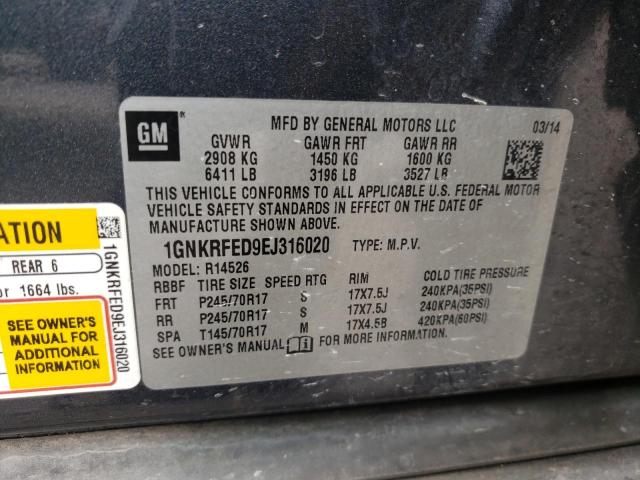 GM
MFD BY GENERAL MOTORS LLC 03/14
GVWR GAWR FRT GAWR RR
2908 KG 1450 KG 1600 KG
6411 LB 3196 LB 3527 LB
THIS VEHICLE CONFORMS TO ALL APPLICABLE U.S. FEDERAL MOTOR
VEHICLE SAFETY STANDARDS IN EFFECT ON THE DATE OF
MANUFACTURE SHOWN ABOVE.
1GNKRFED9EJ316020 TYPE: M.P.V.
MODEL: R14526
RBBF TIRE SIZE SPEED RTG RIM COLD TIRE PRESSURE
FRT P245/70R17 S 17X7.5J 240KPA(35PSI)
RR P245/70R17 S 17X7.5J 240KPA(35PSI)
SPA T145/70R17 M 17X4.5B 420KPA(60PSI)
SEE OWNER'S MANUAL FOR MORE INFORMATION.
ATION
REAR 6
or 1664 lbs.
SEE OWNER'S
MANUAL FOR
ADDITIONAL
INFORMATION
1GNKRFED9EJ316020